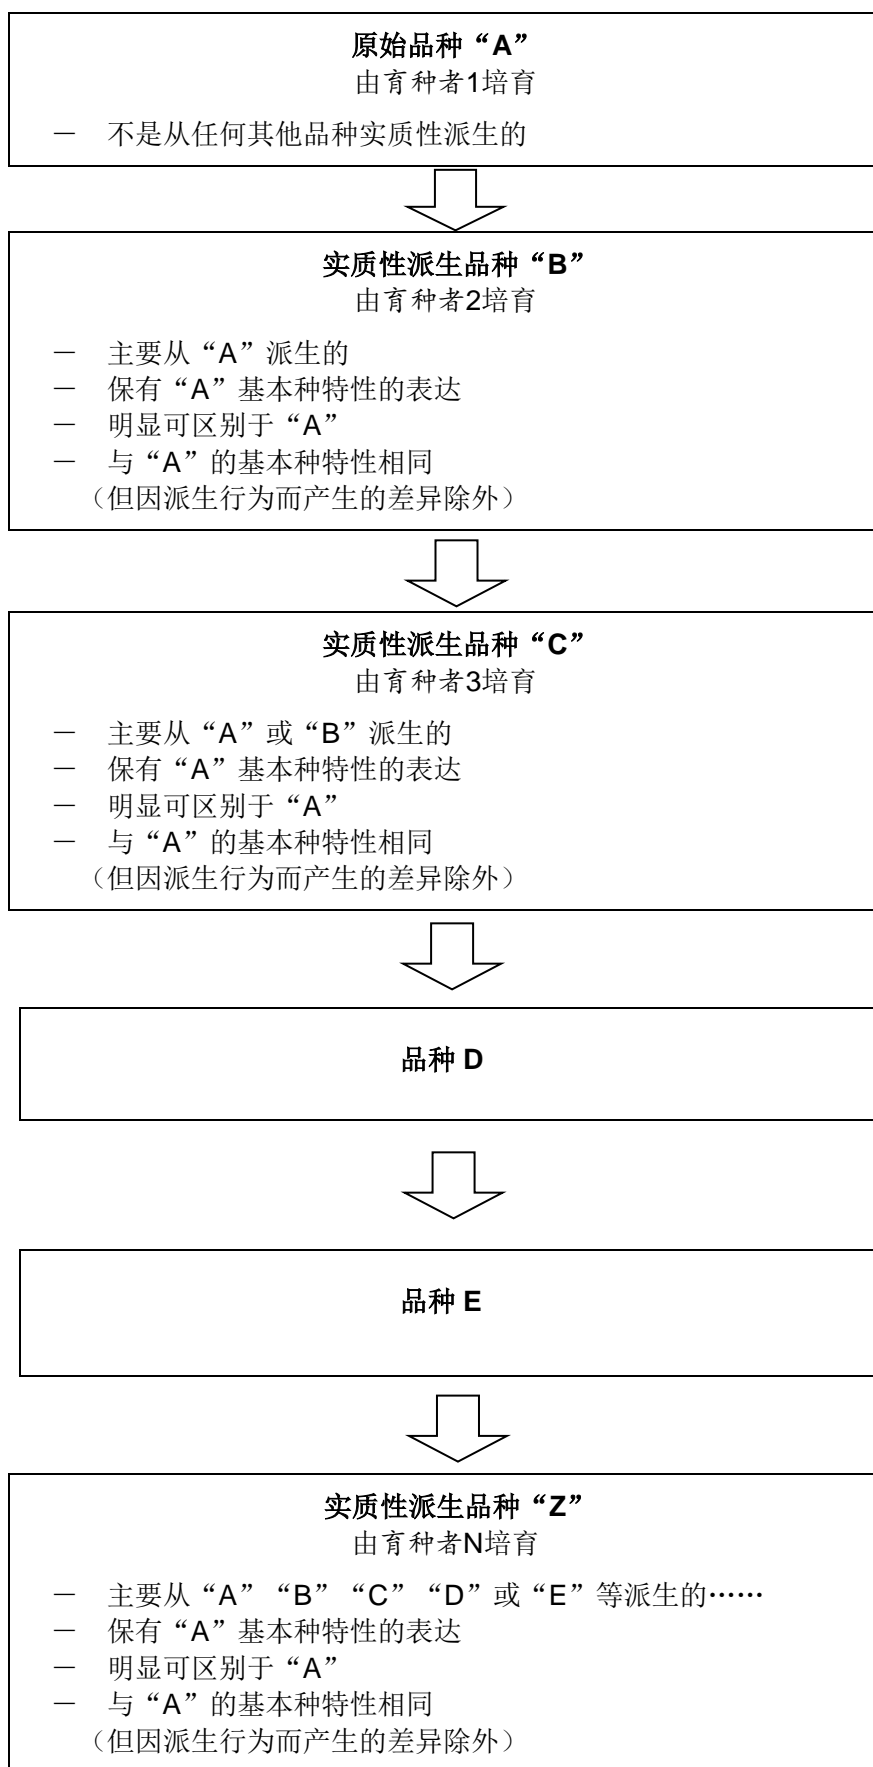 原始品种“A”
由育种者1培育
－ 不是从任何其他品种实质性派生的
实质性派生品种“B”
由育种者2培育
－ 主要从“A”派生的
－ 保有“A”基本种特性的表达
－ 明显可区别于“A”
－ 与“A”的基本种特性相同
（但因派生行为而产生的差异除外）
实质性派生品种“C”
由育种者3培育
－ 主要从“A”或“B”派生的
－ 保有“A”基本种特性的表达
－ 明显可区别于“A”
－ 与“A”的基本种特性相同
（但因派生行为而产生的差异除外）
品种 D
品种 E
实质性派生品种“Z”
由育种者N培育
－ 主要从“A”“B”“C”“D”或“E”等派生的……
－ 保有“A”基本种特性的表达
－ 明显可区别于“A”
－ 与“A”的基本种特性相同
（但因派生行为而产生的差异除外）